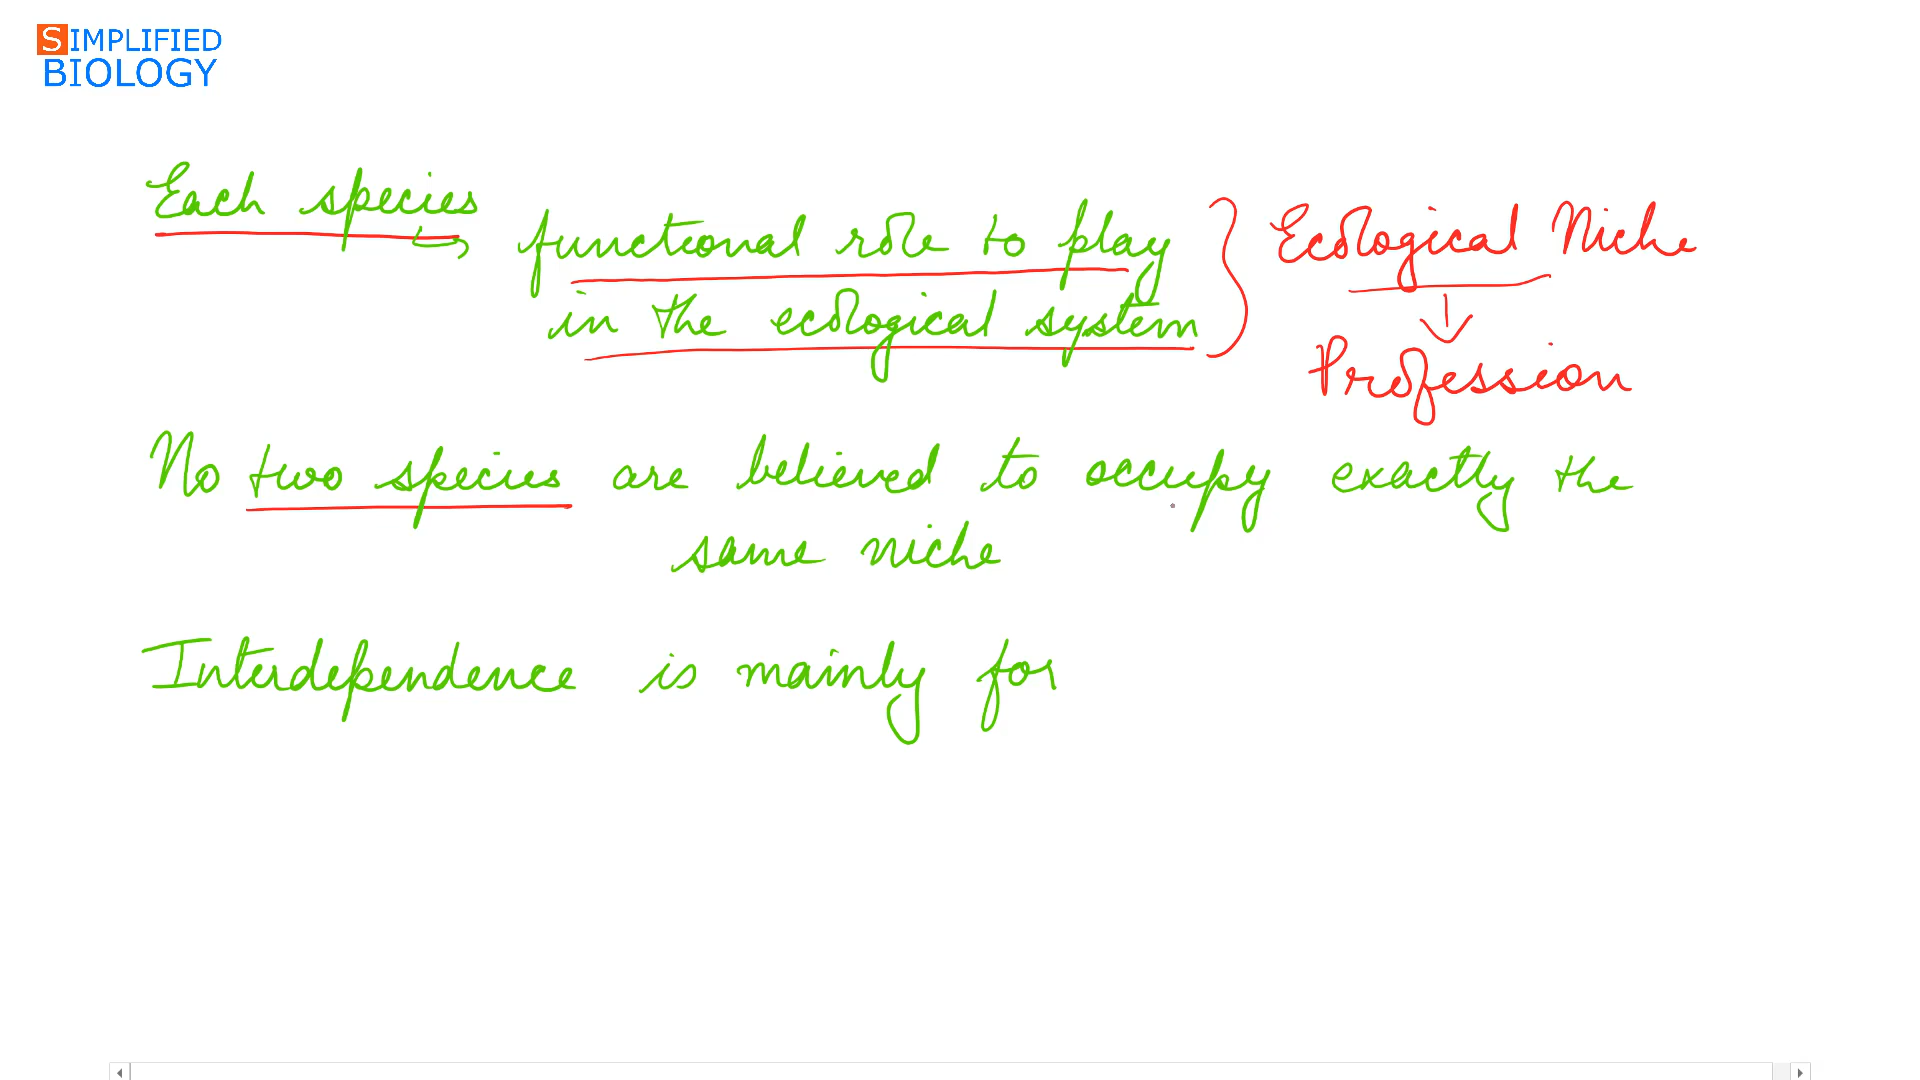 SIMPLIFIED
BIOLOGY
Each species
functional role to play
in the ecological system
Ecological Niche
Profession
No two species are believed to occupy exactly the
same niche
Interdependence is mainly for